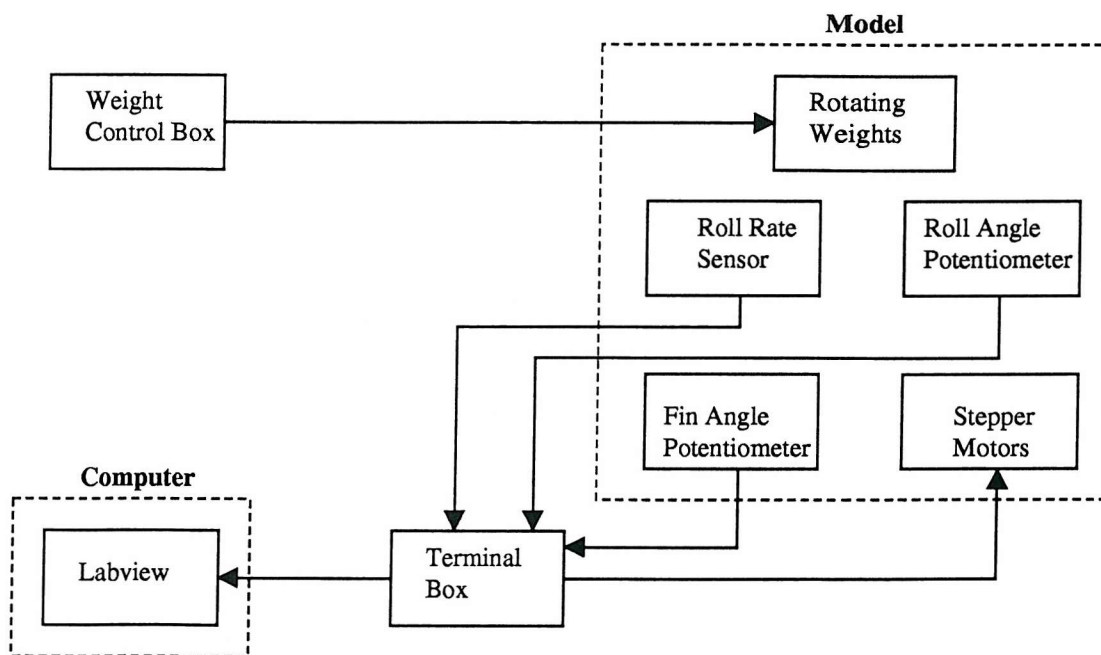 Model
Weight
Control Box
Rotating
Weights
Roll Rate
Sensor
Roll Angle
Potentiometer
Fin Angle
Potentiometer
Stepper
Motors
Computer
Labview
Terminal
Box